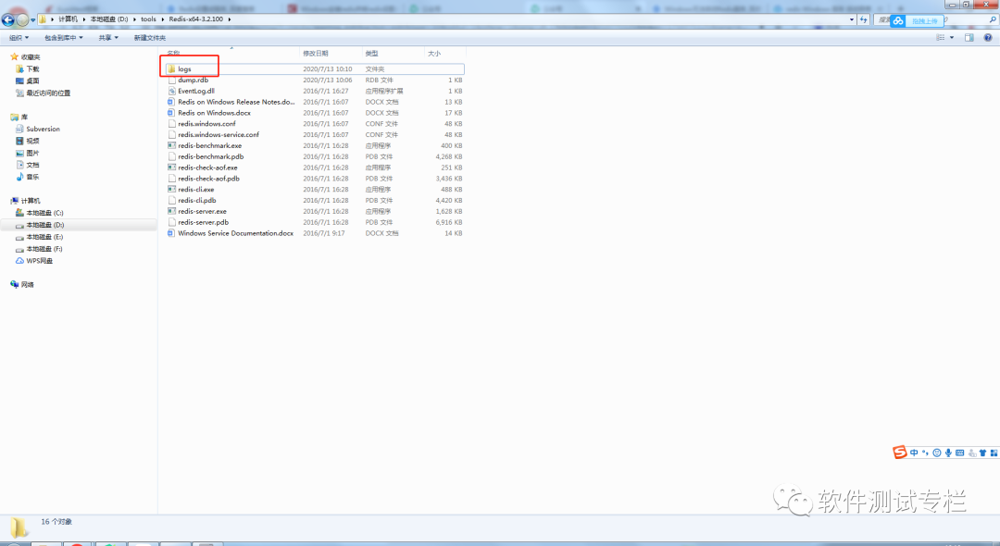 计算机 ▸ 本地磁盘 (D:) ▸ tools ▸ Redis-x64-3.2.100 ▸
拖拽上传
组织 包含到库中 共享 新建文件夹
收藏夹
下载
桌面
最近访问的位置
库
Subversion
视频
图片
文档
音乐
计算机
本地磁盘 (C:)
本地磁盘 (D:)
本地磁盘 (E:)
本地磁盘 (F:)
WPS网盘
网络
名称 修改日期 类型 大小
logs 2020/7/13 10:10 文件夹
dump.rdb 2020/7/13 10:06 RDB 文件 1 KB
EventLog.dll 2016/7/1 16:27 应用程序扩展 1 KB
Redis on Windows Release Notes.do... 2016/7/1 16:07 DOCX 文档 13 KB
Redis on Windows.docx 2016/7/1 16:07 DOCX 文档 17 KB
redis.windows.conf 2016/7/1 16:07 CONF 文件 48 KB
redis.windows-service.conf 2016/7/1 16:07 CONF 文件 48 KB
redis-benchmark.exe 2016/7/1 16:28 应用程序 400 KB
redis-benchmark.pdb 2016/7/1 16:28 PDB 文件 4,268 KB
redis-check-aof.exe 2016/7/1 16:28 应用程序 251 KB
redis-check-aof.pdb 2016/7/1 16:28 PDB 文件 3,436 KB
redis-cli.exe 2016/7/1 16:28 应用程序 488 KB
redis-cli.pdb 2016/7/1 16:28 PDB 文件 4,420 KB
redis-server.exe 2016/7/1 16:28 应用程序 1,628 KB
redis-server.pdb 2016/7/1 16:28 PDB 文件 6,916 KB
Windows Service Documentation.docx 2016/7/1 9:17 DOCX 文档 14 KB
中
软件测试专栏
16 个对象